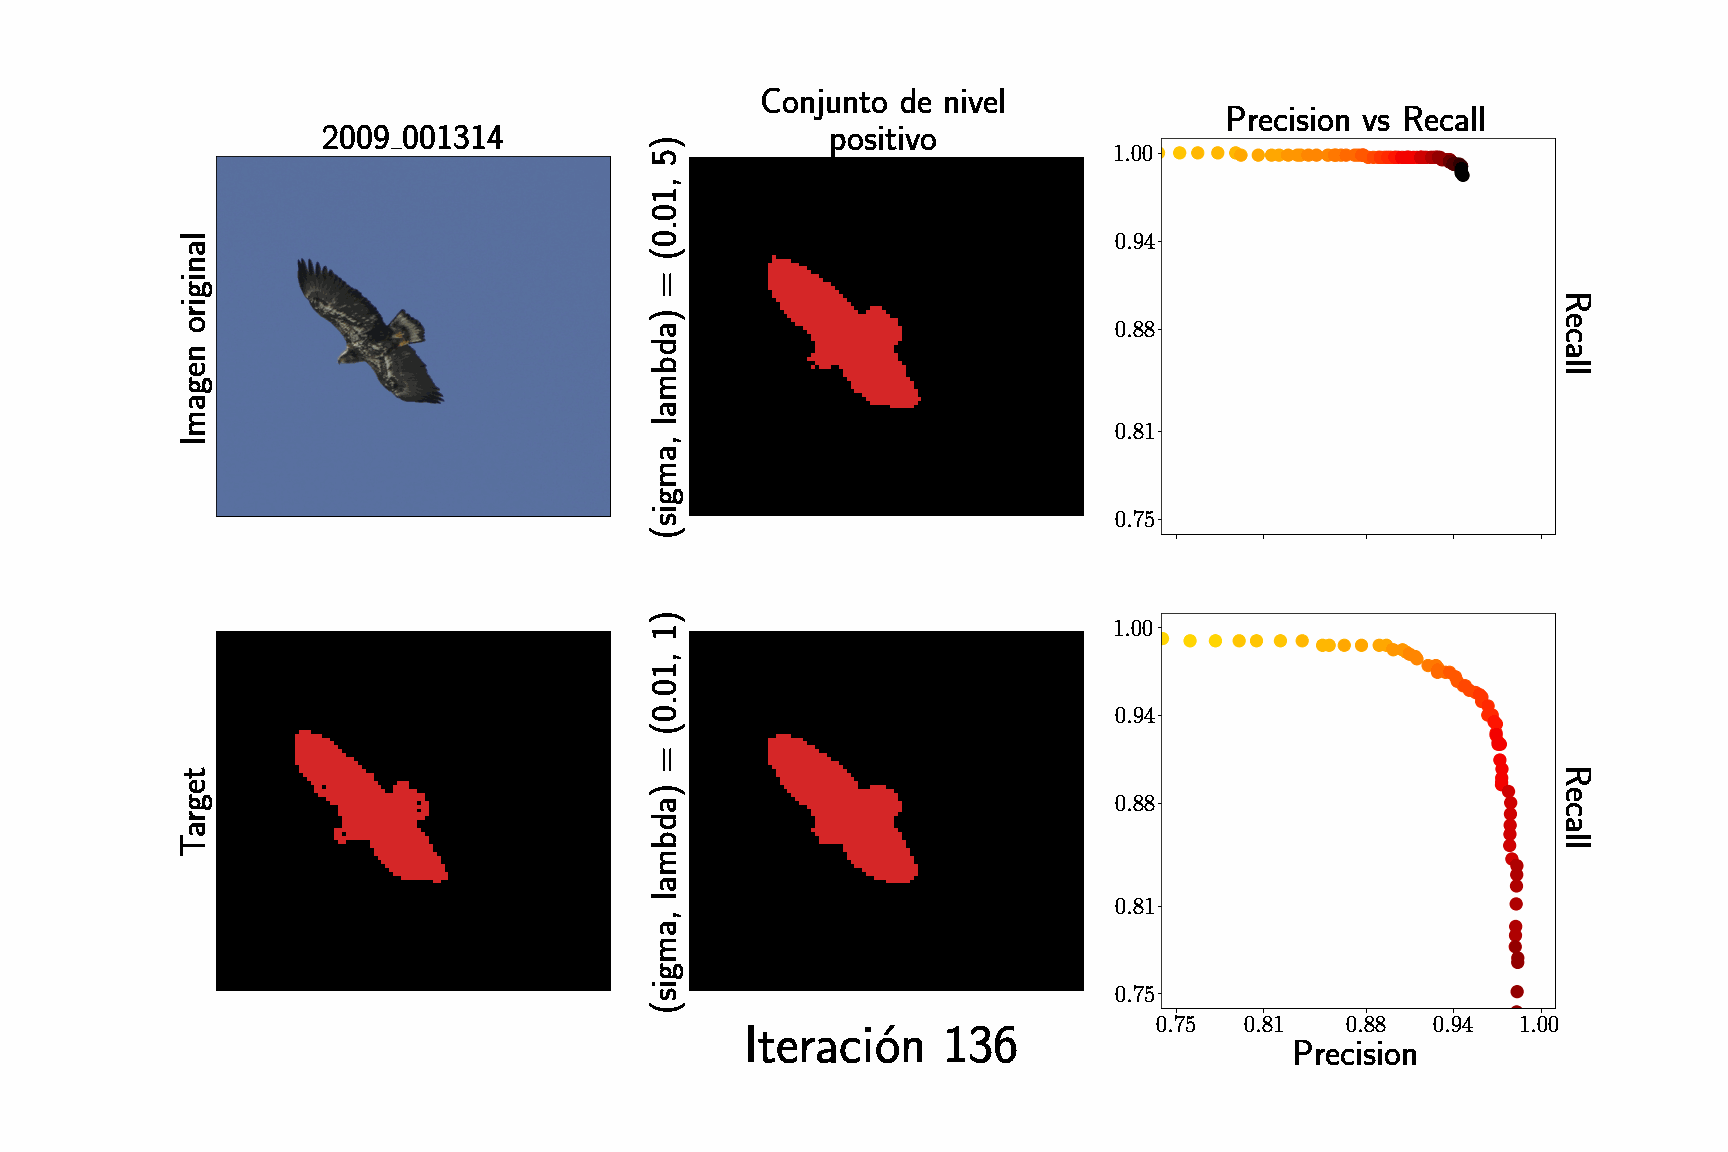 2009_001314
Imagen original
Conjunto de nivel
positivo
(sigma, lambda) = (0.01, 5)
Precision vs Recall
1.00
0.94
0.88
0.81
0.75
Recall
Target
(sigma, lambda) = (0.01, 1)
1.00
0.94
0.88
0.81
0.75
Recall
0.75 0.81 0.88 0.94 1.00
Precision
Iteración 136